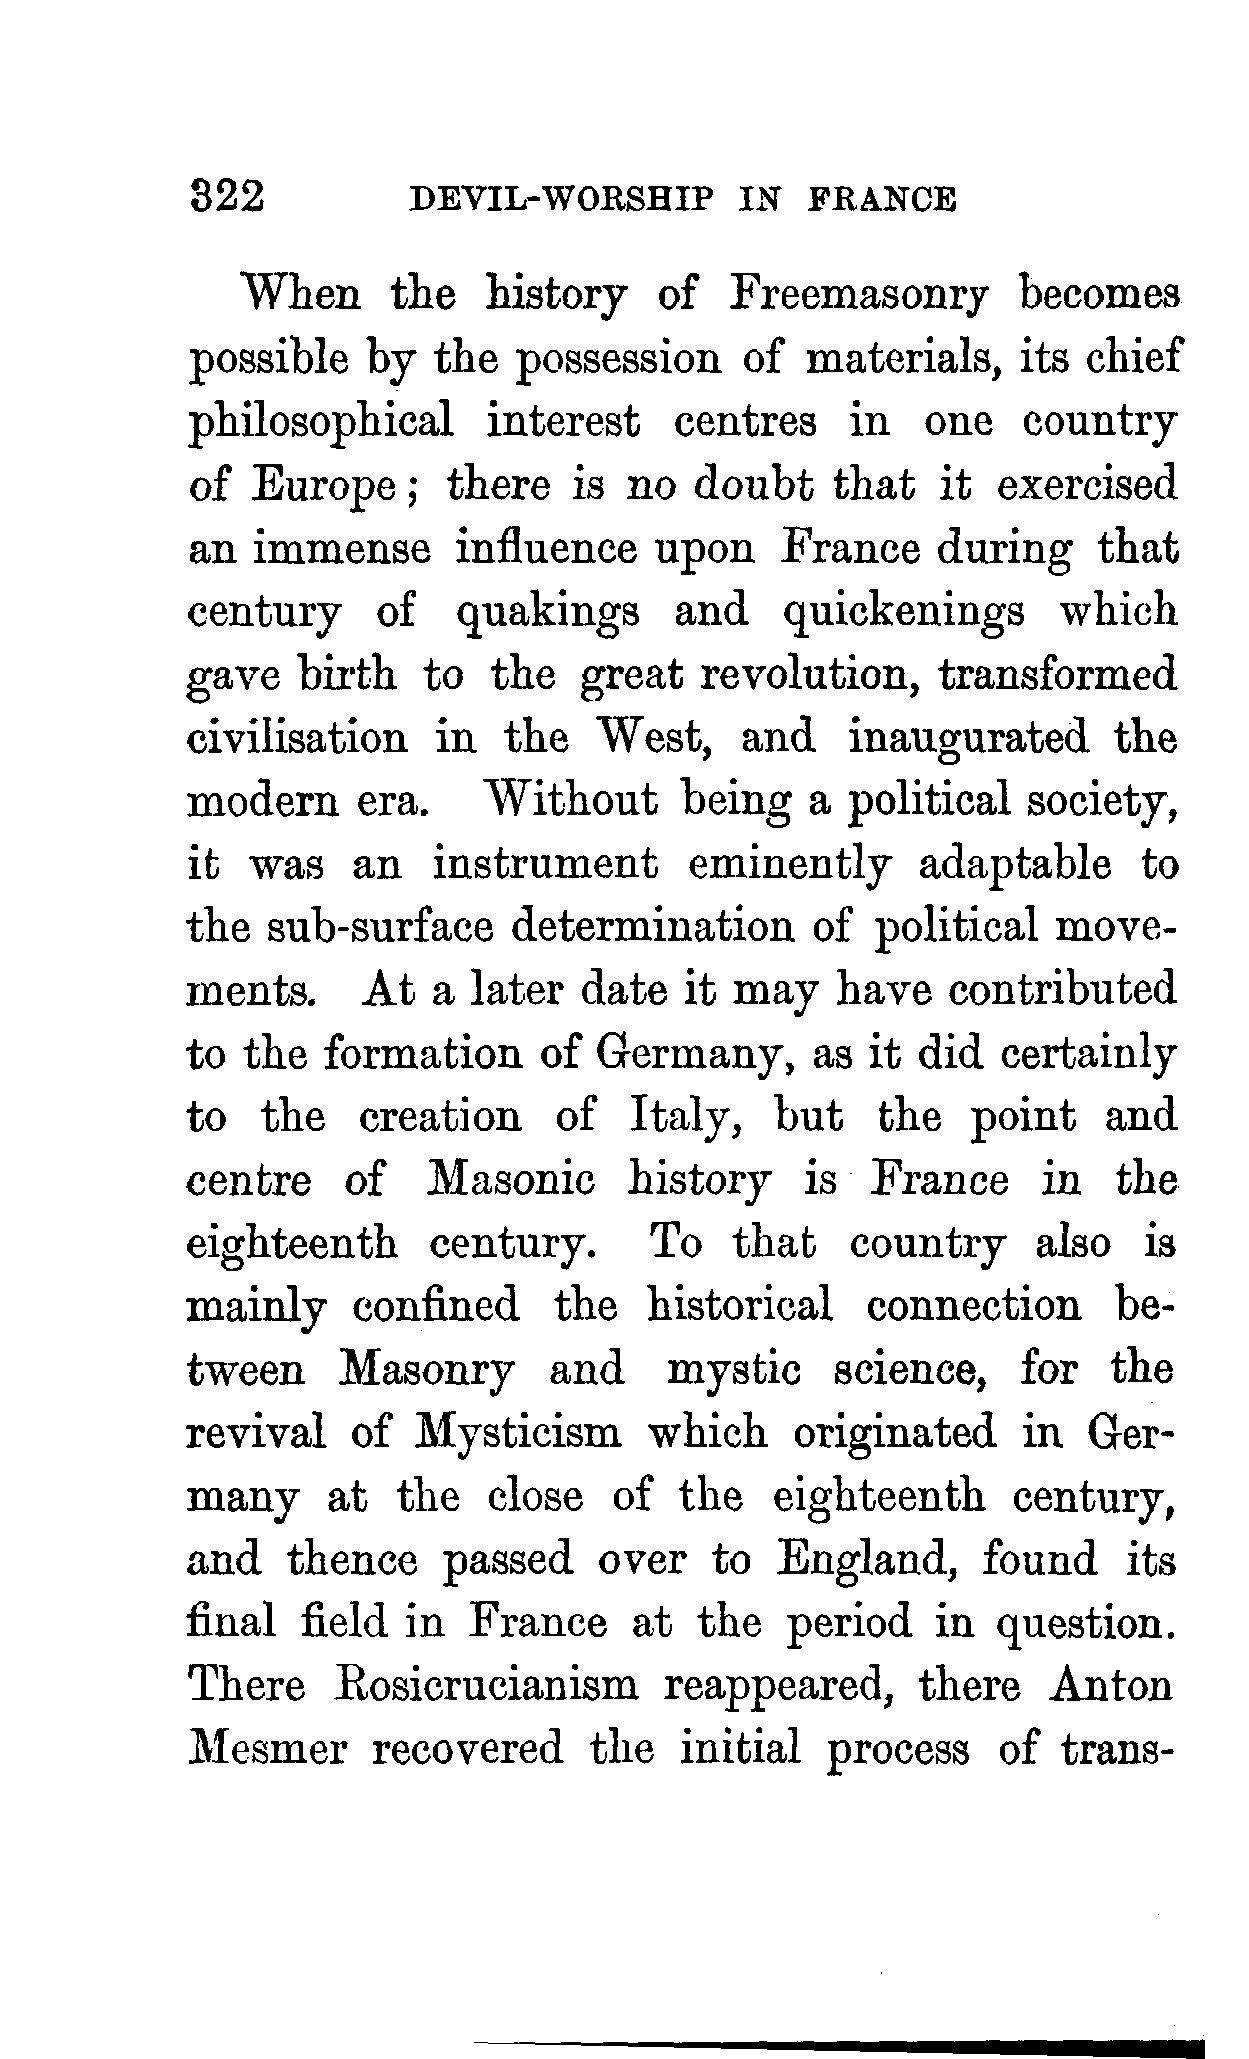 322 DEVIL-WORSHIP IN FRANCE
When the history of Freemasonry becomes
possible by the possession of materials, its chief
philosophical interest centres in one country
of Europe; there is no doubt that it exercised
an immense influence upon France during that
century of quakings and quickenings which
gave birth to the great revolution, transformed
civilisation in the West, and inaugurated the
modern era. Without being a political society,
it was an instrument eminently adaptable to
the sub-surface determination of political move-
ments. At a later date it may have contributed
to the formation of Germany, as it did certainly
to the creation of Italy, but the point and
centre of Masonic history is France in the
eighteenth century. To that country also is
mainly confined the historical connection be-
tween Masonry and mystic science, for the
revival of Mysticism which originated in Ger-
many at the close of the eighteenth century,
and thence passed over to England, found its
final field in France at the period in question.
There Rosicrucianism reappeared, there Anton
Mesmer recovered the initial process of trans-